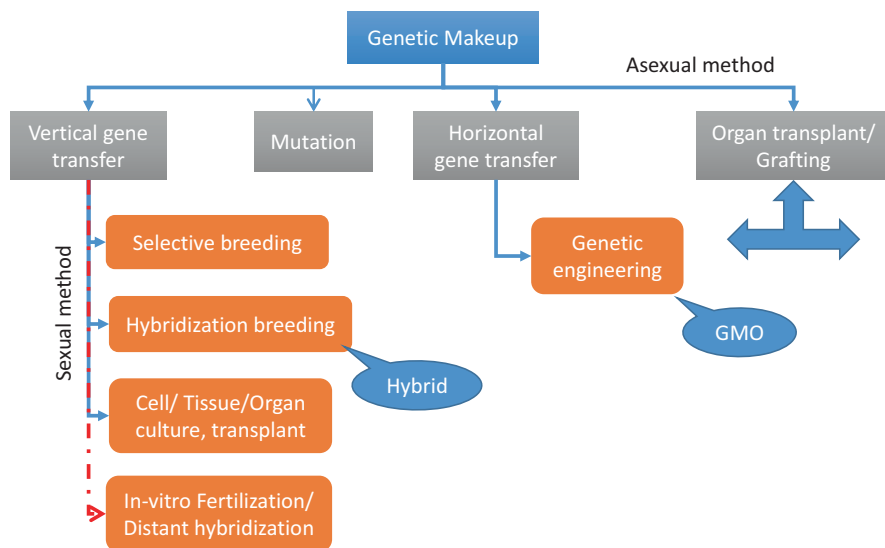 Genetic Makeup
Asexual method
Vertical gene
transfer
Mutation
Horizontal
gene transfer
Organ transplant/
Grafting
Sexual method
Selective breeding
Genetic
engineering
Hybridization breeding
GMO
Hybrid
Cell/ Tissue/Organ
culture, transplant
In-vitro Fertilization/
Distant hybridization